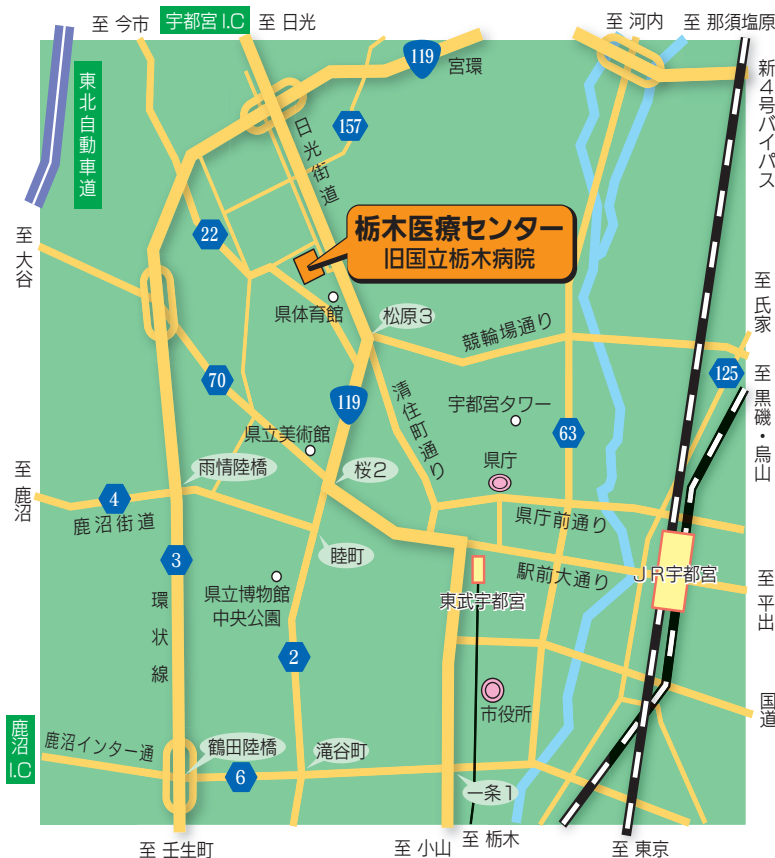 至 今市
宇都宮 I.C
至 日光
至 河内
至 那須塩原
119
宮環
東北自動車道
157
日光街道
新4号バイパス
22
栃木医療センター
旧国立栃木病院
至 大谷
県体育館
松原3
競輪場通り
至 氏家
70
119
125
至 黒磯・烏山
清住町通り
宇都宮タワー
63
県立美術館
雨情陸橋
桜2
県庁
至 鹿沼
4
鹿沼街道
県庁前通り
睦町
3
駅前大通り
JR宇都宮
至 平出
環状線
県立博物館
中央公園
東武宇都宮
2
市役所
国道
鹿沼 I.C
鹿沼インター通
鶴田陸橋
滝谷町
6
一条1
至 壬生町
至 小山
至 栃木
至 東京